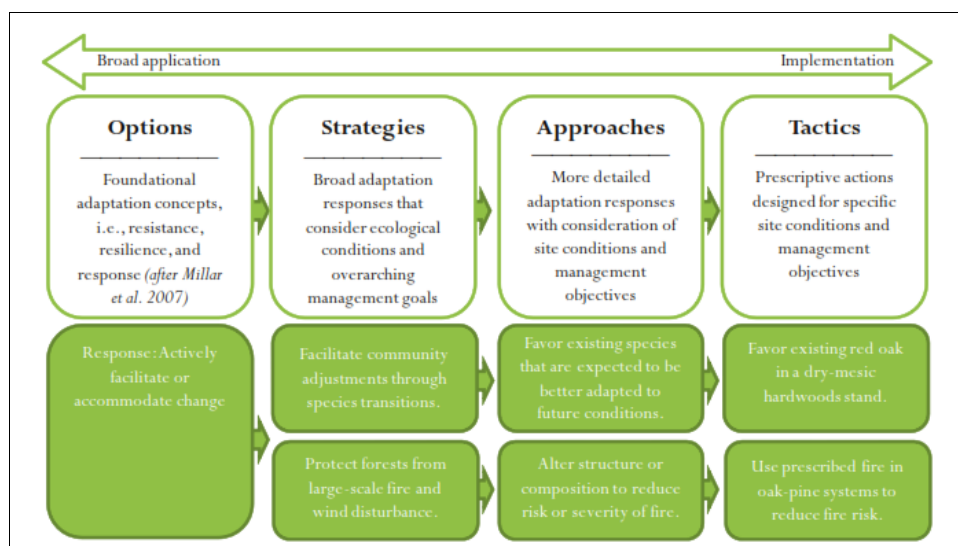 Broad application
Implementation
Options
Foundational
adaptation concepts,
i.e., resistance,
resilience, and
response (after Millar
et al. 2007)
Strategies
Broad adaptation
responses that
consider ecological
conditions and
overarching
management goals
Approaches
More detailed
adaptation responses
with consideration of
site conditions and
management
objectives
Tactics
Prescriptive actions
designed for specific
site conditions and
management
objectives
Response: Actively
facilitate or
accommodate change
Facilitate community
adjustments through
species transitions.
Favor existing species
that are expected to be
better adapted to
future conditions.
Favor existing red oak
in a dry-mesic
hardwoods stand.
Protect forests from
large-scale fire and
wind disturbance.
Alter structure or
composition to reduce
risk or severity of fire.
Use prescribed fire in
oak-pine systems to
reduce fire risk.